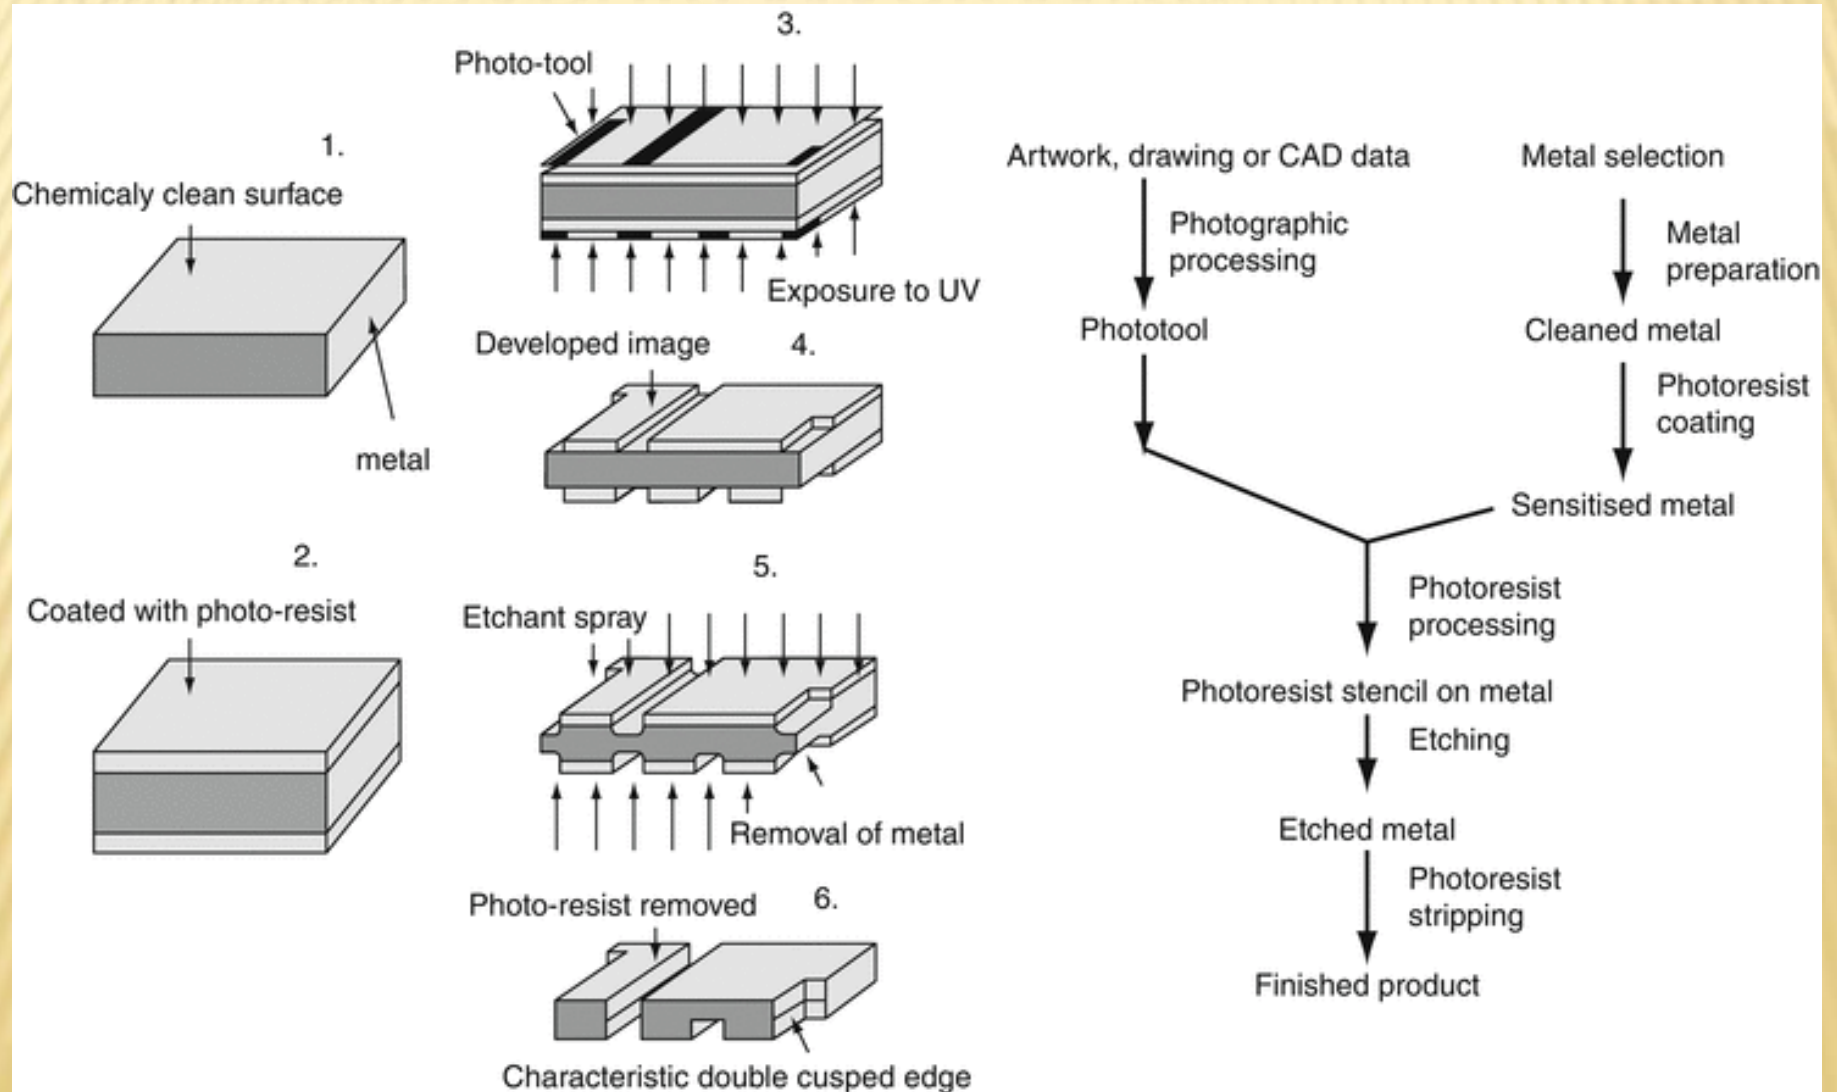 1.
Chemicaly clean surface
metal
2.
Coated with photo-resist
3.
Photo-tool
Exposure to UV
Developed image
4.
5.
Etchant spray
Removal of metal
Photo-resist removed
6.
Characteristic double cusped edge
Artwork, drawing or CAD data
Photographic
processing
Phototool
Metal selection
Metal
preparation
Cleaned metal
Photoresist
coating
Sensitised metal
Photoresist
processing
Photoresist stencil on metal
Etching
Etched metal
Photoresist
stripping
Finished product